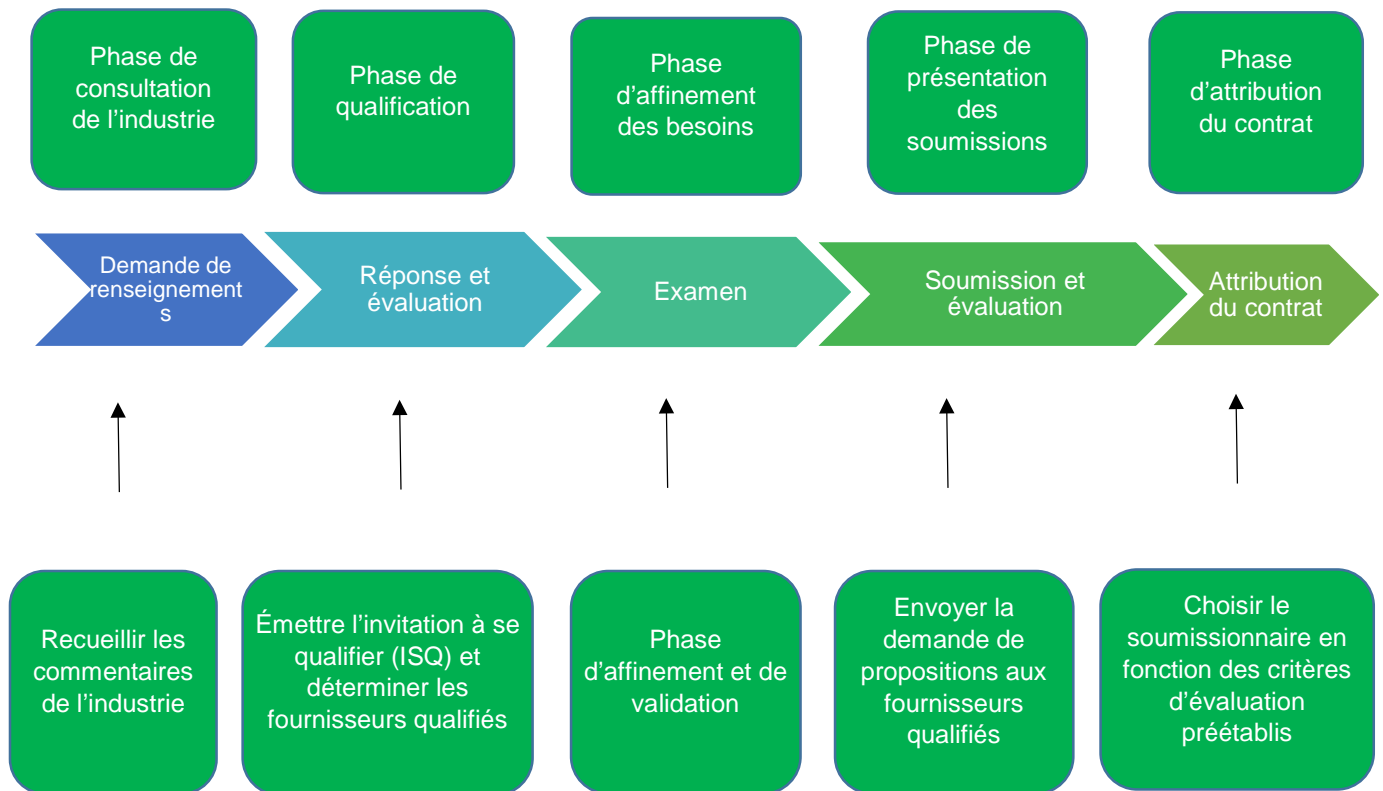 Phase de
consultation
de l’industrie
Phase de
qualification
Phase
d’affinement
des besoins
Phase de
présentation
des
soumissions
Phase
d’attribution
du contrat
Demande de
renseignement
s
Réponse et
évaluation
Examen
Soumission et
évaluation
Attribution
du contrat
Recueillir les
commentaires
de l’industrie
Émettre l’invitation à se
qualifier (ISQ) et
déterminer les
fournisseurs qualifiés
Phase
d’affinement et de
validation
Envoyer la
demande de
propositions aux
fournisseurs
qualifiés
Choisir le
soumissionnaire en
fonction des critères
d’évaluation
préétablis